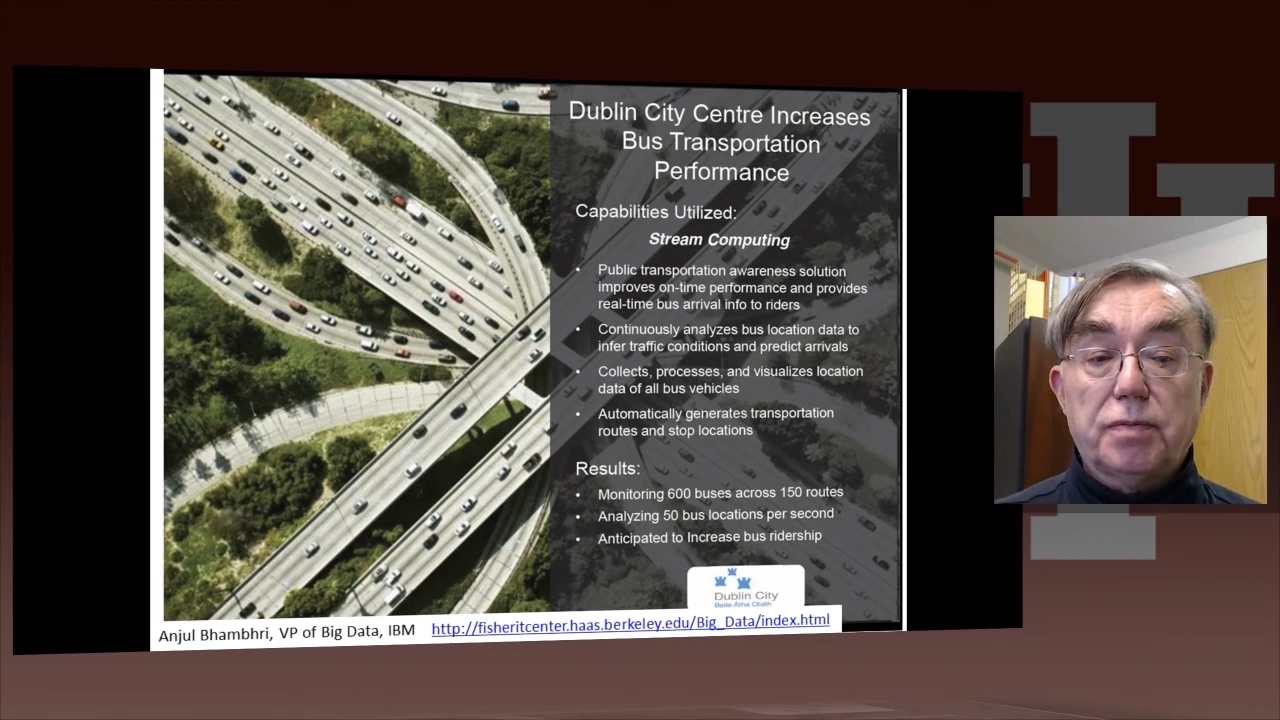 Dublin City Centre Increases
Bus Transportation
Performance
Capabilities Utilized:
Stream Computing
• Public transportation awareness solution
improves on-time performance and provides
real-time bus arrival info to riders
• Continuously analyzes bus location data to
infer traffic conditions and predict arrivals
• Collects, processes, and visualizes location
data of all bus vehicles
• Automatically generates transportation
routes and stop locations
Results:
• Monitoring 600 buses across 150 routes
• Analyzing 50 bus locations per second
• Anticipated to Increase bus ridership
Dublin City
Baile Átha Cliath
Anjul Bhambhri, VP of Big Data, IBM http://fisheritcenter.haas.berkeley.edu/Big_Data/index.html